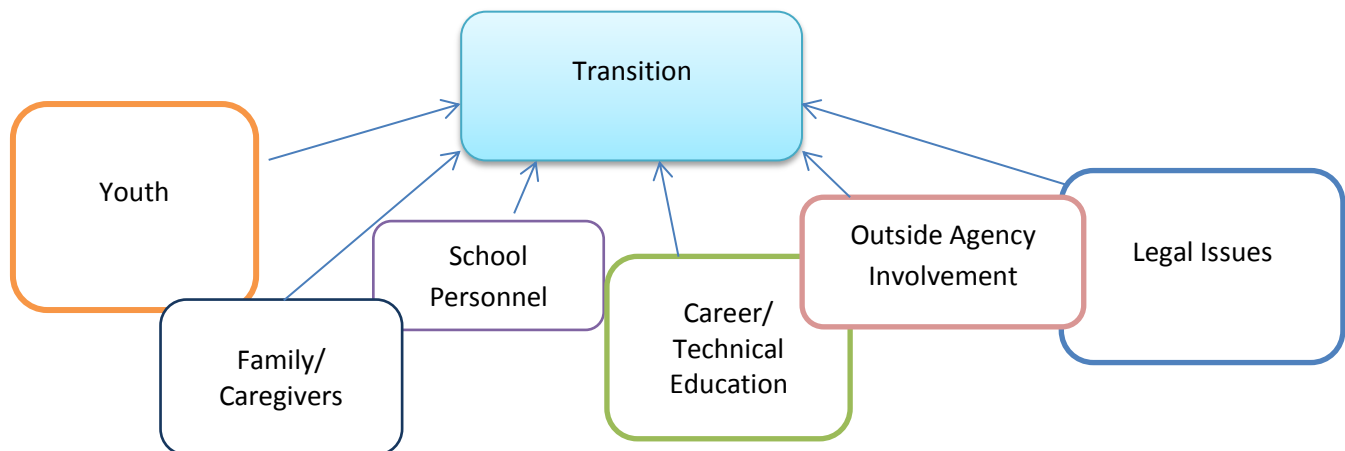 Transition
Youth
Family/
Caregivers
School
Personnel
Career/
Technical
Education
Outside Agency
Involvement
Legal Issues